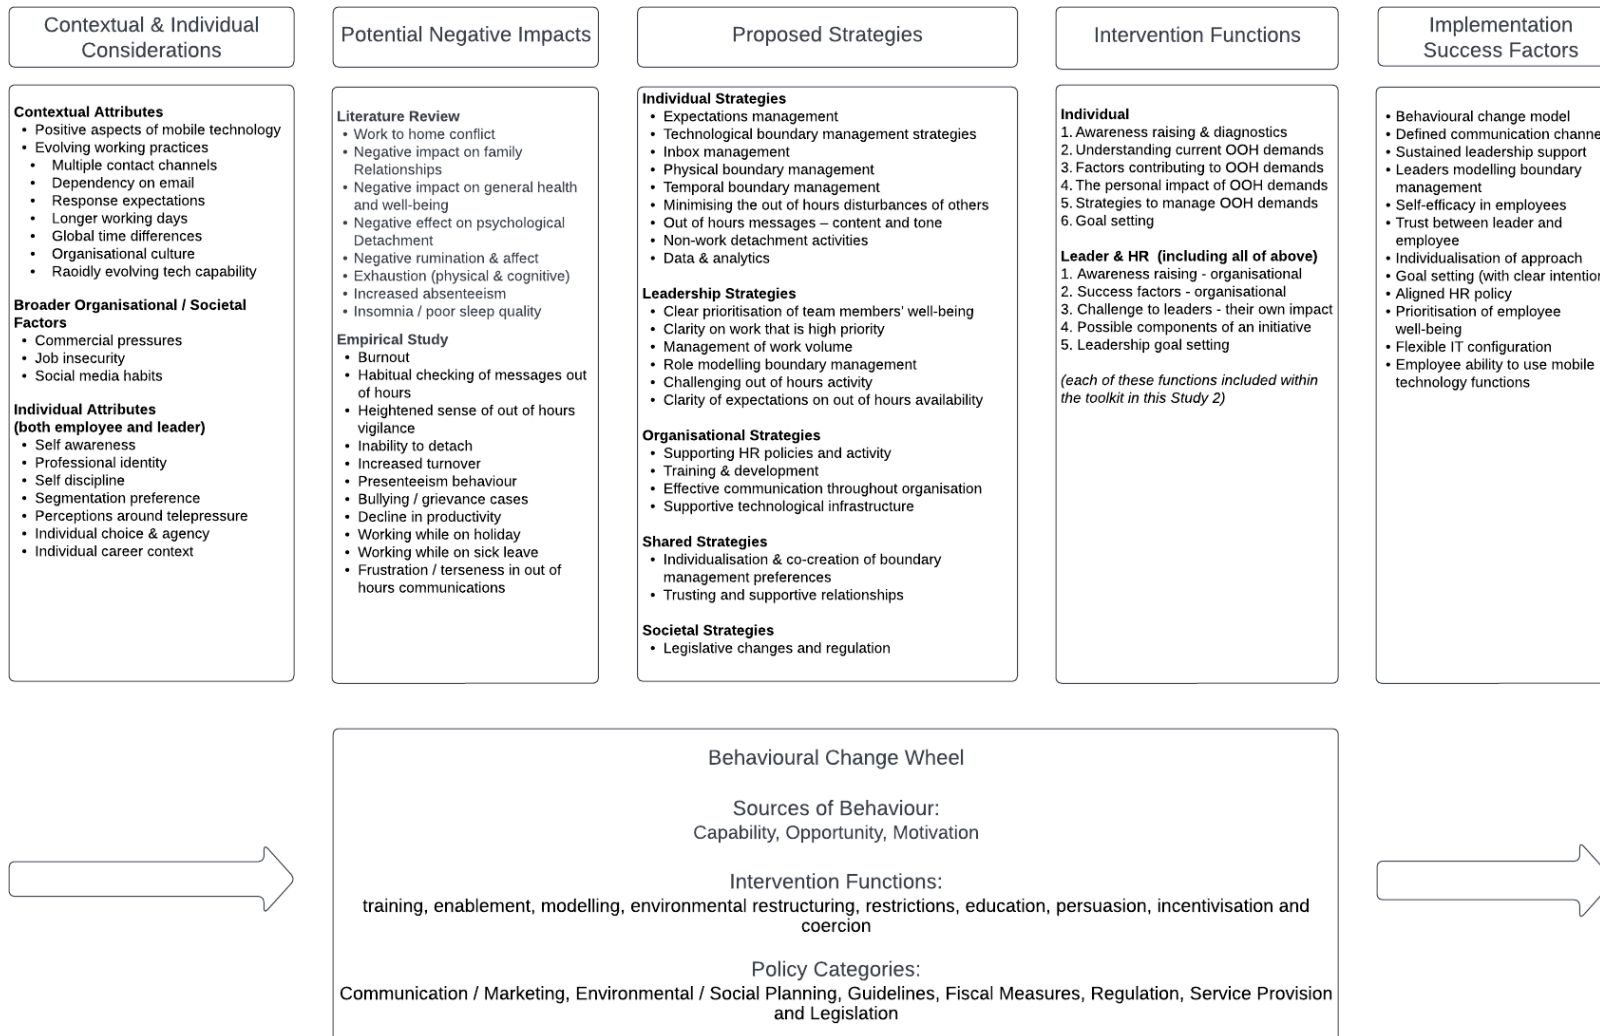 Contextual & Individual
Considerations
Contextual Attributes
• Positive aspects of mobile technology
• Evolving working practices
• Multiple contact channels
• Dependency on email
• Response expectations
• Longer working days
• Global time differences
• Organisational culture
• Raoidly evolving tech capability
Broader Organisational / Societal
Factors
• Commercial pressures
• Job insecurity
• Social media habits
Individual Attributes
(both employee and leader)
• Self awareness
• Professional identity
• Self discipline
• Segmentation preference
• Perceptions around telepressure
• Individual choice & agency
• Individual career context
Potential Negative Impacts
Literature Review
• Work to home conflict
• Negative impact on family
Relationships
• Negative impact on general health
and well-being
• Negative effect on psychological
Detachment
• Negative rumination & affect
• Exhaustion (physical & cognitive)
• Increased absenteeism
• Insomnia / poor sleep quality
Empirical Study
• Burnout
• Habitual checking of messages out
of hours
• Heightened sense of out of hours
vigilance
• Inability to detach
• Increased turnover
• Presenteeism behaviour
• Bullying / grievance cases
• Decline in productivity
• Working while on holiday
• Working while on sick leave
• Frustration / terseness in out of
hours communications
Proposed Strategies
Individual Strategies
• Expectations management
• Technological boundary management strategies
• Inbox management
• Physical boundary management
• Temporal boundary management
• Minimising the out of hours disturbances of others
• Out of hours messages – content and tone
• Non-work detachment activities
• Data & analytics
Leadership Strategies
• Clear prioritisation of team members' well-being
• Clarity on work that is high priority
• Management of work volume
• Role modelling boundary management
• Challenging out of hours activity
• Clarity of expectations on out of hours availability
Organisational Strategies
• Supporting HR policies and activity
• Training & development
• Effective communication throughout organisation
• Supportive technological infrastructure
Shared Strategies
• Individualisation & co-creation of boundary
management preferences
• Trusting and supportive relationships
Societal Strategies
• Legislative changes and regulation
Intervention Functions
Individual
1. Awareness raising & diagnostics
2. Understanding current OOH demands
3. Factors contributing to OOH demands
4. The personal impact of OOH demands
5. Strategies to manage OOH demands
6. Goal setting
Leader & HR (including all of above)
1. Awareness raising - organisational
2. Success factors - organisational
3. Challenge to leaders - their own impact
4. Possible components of an initiative
5. Leadership goal setting
(each of these functions included within
the toolkit in this Study 2)
Implementation
Success Factors
• Behavioural change model
• Defined communication channe
• Sustained leadership support
• Leaders modelling boundary
management
• Self-efficacy in employees
• Trust between leader and
employee
• Individualisation of approach
• Goal setting (with clear intention
• Aligned HR policy
• Prioritisation of employee
well-being
• Flexible IT configuration
• Employee ability to use mobile
technology functions
Behavioural Change Wheel
Sources of Behaviour:
Capability, Opportunity, Motivation
Intervention Functions:
training, enablement, modelling, environmental restructuring, restrictions, education, persuasion, incentivisation and
coercion
Policy Categories:
Communication / Marketing, Environmental / Social Planning, Guidelines, Fiscal Measures, Regulation, Service Provision
and Legislation